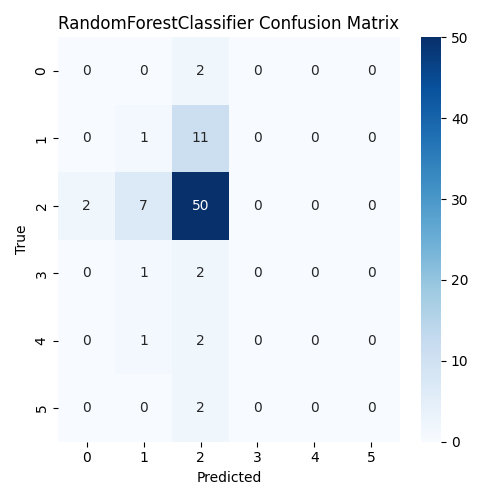 RandomForestClassifier Confusion Matrix
0 0 0 2 0 0 0
1 0 1 11 0 0 0
2 2 7 50 0 0 0
3 0 1 2 0 0 0
4 0 1 2 0 0 0
5 0 0 2 0 0 0
True
0 1 2 3 4 5
Predicted
50
40
30
20
10
0